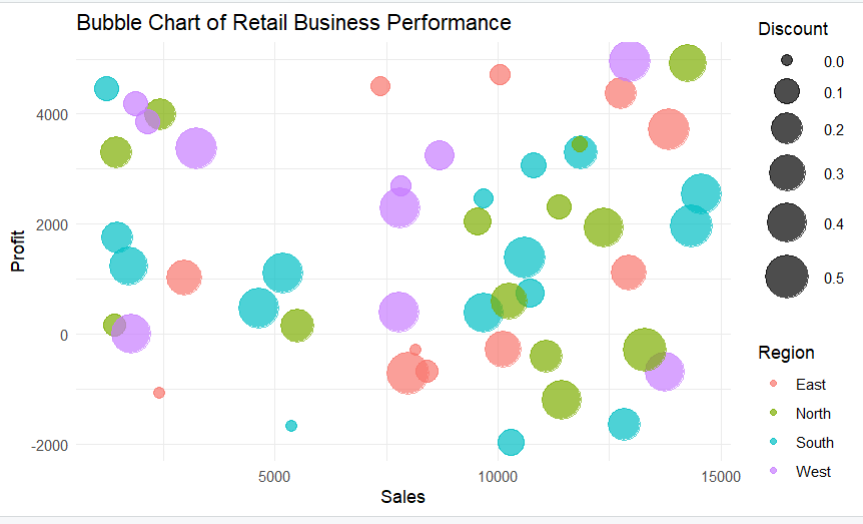 Bubble Chart of Retail Business Performance
Discount
0.0
0.1
0.2
0.3
0.4
0.5
Region
East
North
South
West
Profit
4000
2000
0
-2000
5000
10000
15000
Sales